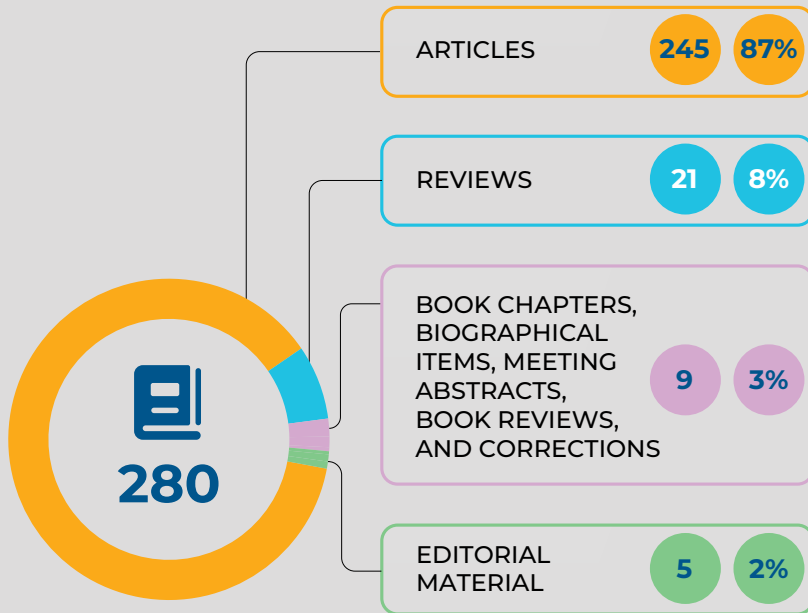 ARTICLES
245 87%
REVIEWS
21 8%
BOOK CHAPTERS,
BIOGRAPHICAL
ITEMS, MEETING
ABSTRACTS,
BOOK REVIEWS,
AND CORRECTIONS
9 3%
280
EDITORIAL
MATERIAL
5 2%